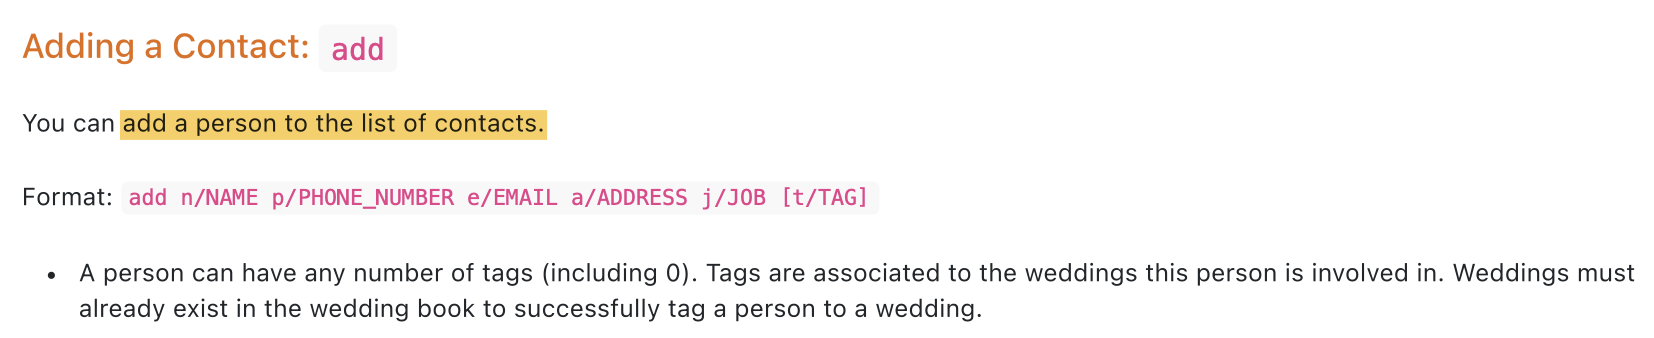 Adding a Contact: add
You can add a person to the list of contacts.
Format: add n/NAME p/PHONE_NUMBER e/EMAIL a/ADDRESS j/JOB [t/TAG]
• A person can have any number of tags (including 0). Tags are associated to the weddings this person is involved in. Weddings must
already exist in the wedding book to successfully tag a person to a wedding.